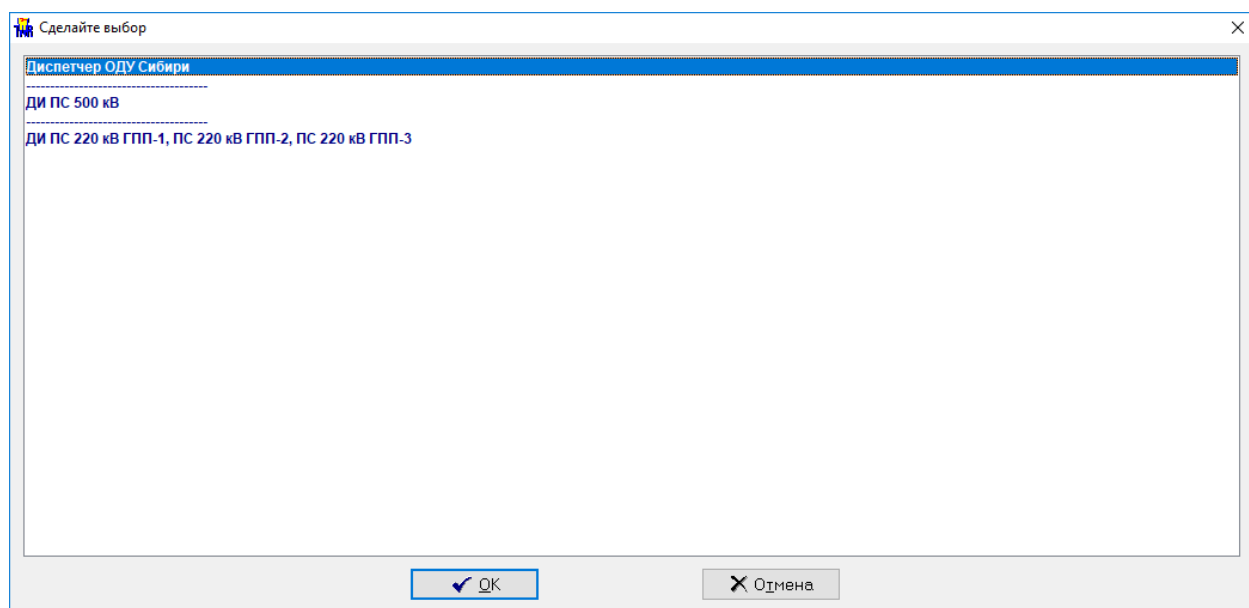 Сделайте выбор
Диспетчер ОДУ Сибири
--------------------------------------
ДИ ПС 500 кВ
--------------------------------------
ДИ ПС 220 кВ ГПП-1, ПС 220 кВ ГПП-2, ПС 220 кВ ГПП-3
OK
Отмена